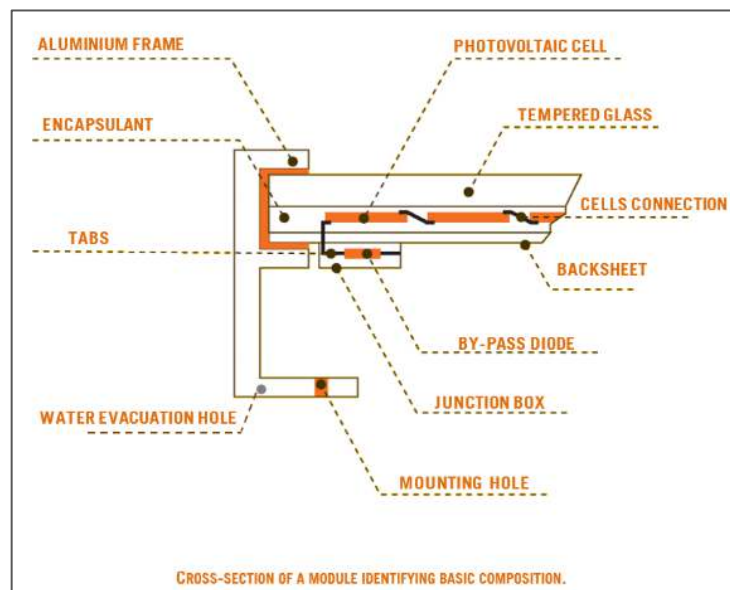 ALUMINIUM FRAME
PHOTOVOLTAIC CELL
ENCAPSULANT
TEMPERED GLASS
CELLS CONNECTION
TABS
BACKSHEET
BY-PASS DIODE
WATER EVACUATION HOLE
JUNCTION BOX
MOUNTING HOLE
CROSS-SECTION OF A MODULE IDENTIFYING BASIC COMPOSITION.